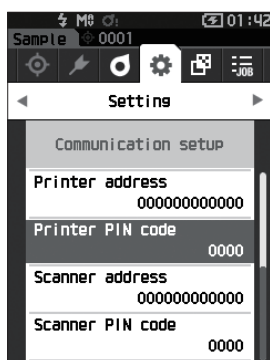 01:42
Sample 0001
JOB
Setting
Communication setup
Printer address
000000000000
Printer PIN code
0000
Scanner address
000000000000
Scanner PIN code
0000